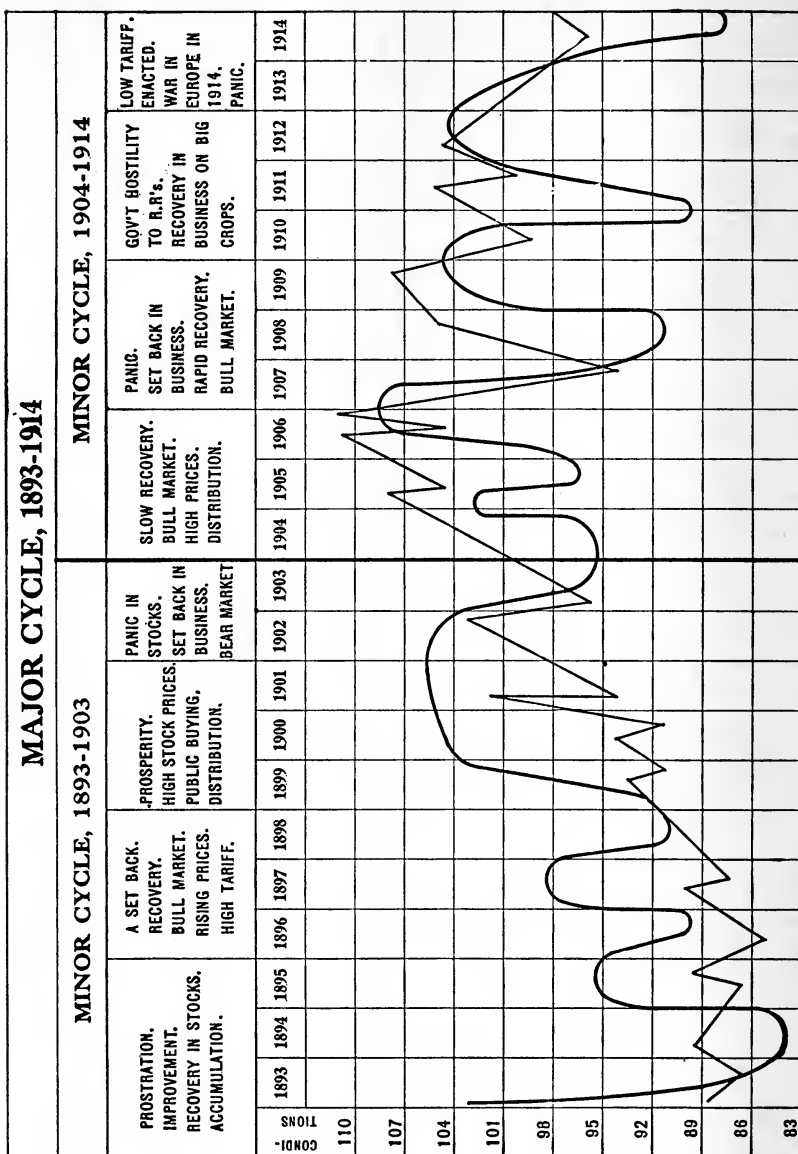 MAJOR CYCLE, 1893-1914
MINOR CYCLE, 1893-1903
MINOR CYCLE, 1904-1914
PROSTRATION.
IMPROVEMENT.
RECOVERY IN STOCKS.
ACCUMULATION.
A SET BACK.
RECOVERY.
BULL MARKET.
RISING PRICES.
HIGH TARIFF.
PROSPERITY.
HIGH STOCK PRICES.
PUBLIC BUYING,
DISTRIBUTION.
PANIC IN
STOCKS.
SET BACK IN
BUSINESS.
BEAR MARKET
SLOW RECOVERY.
BULL MARKET.
HIGH PRICES.
DISTRIBUTION.
PANIC.
SET BACK IN
BUSINESS.
RAPID RECOVERY.
BULL MARKET.
GOV'T HOSTILITY
TO R.R's.
RECOVERY IN
BUSINESS ON BIG
CROPS.
LOW TARIFF.
ENACTED.
WAR IN
EUROPE IN
1914.
PANIC.
CONDI-
TIONS
1893 1894 1895 1896 1897 1898 1899 1900 1901 1902 1903 1904 1905 1906 1907 1908 1909 1910 1911 1912 1913 1914
110
107
104
101
98
95
92
89
86
83